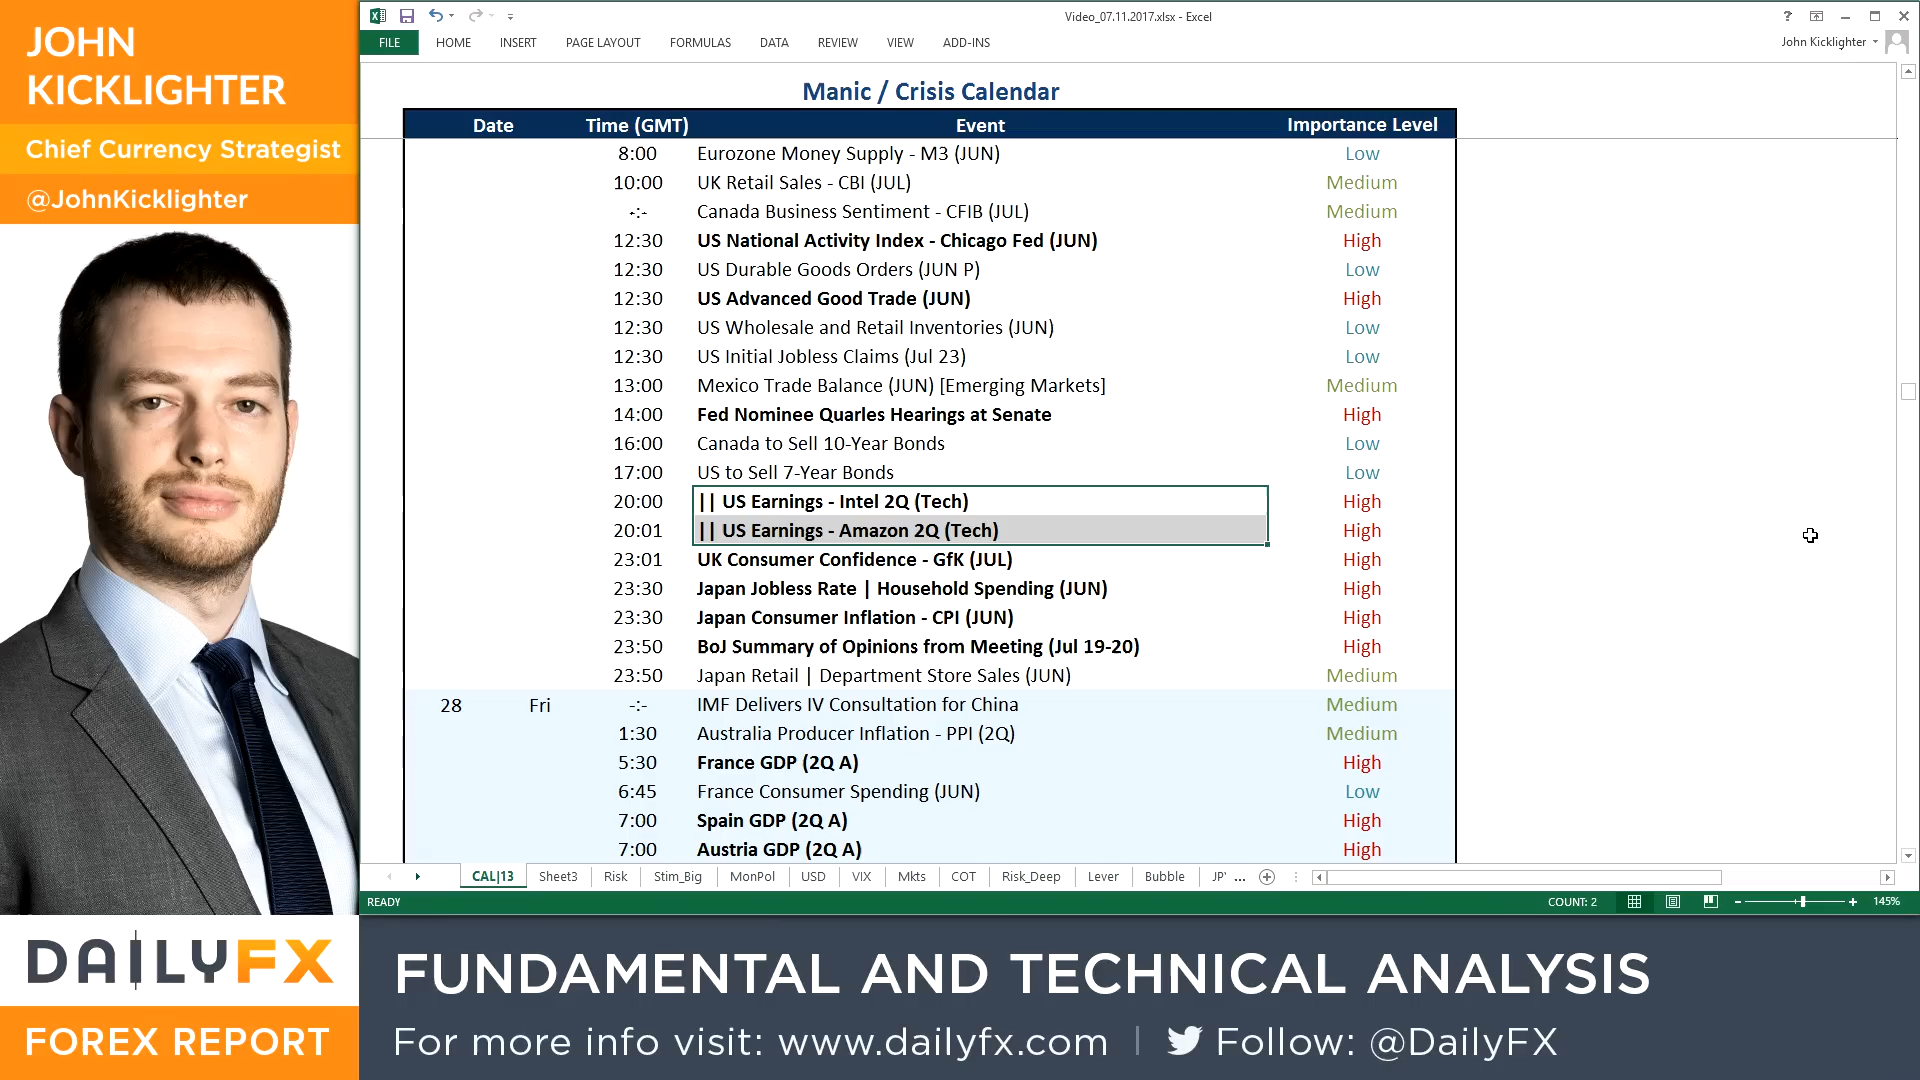 JOHN
KICKLIGHTER
Chief Currency Strategist
@JohnKicklighter
Video_07.11.2017.xlsx - Excel
FILE HOME INSERT PAGE LAYOUT FORMULAS DATA REVIEW VIEW ADD-INS
John Kicklighter
Manic / Crisis Calendar
Date Time (GMT) Event Importance Level
8:00 Eurozone Money Supply - M3 (JUN) Low
10:00 UK Retail Sales - CBI (JUL) Medium
-:- Canada Business Sentiment - CFIB (JUL) Medium
12:30 US National Activity Index - Chicago Fed (JUN) High
12:30 US Durable Goods Orders (JUN P) Low
12:30 US Advanced Good Trade (JUN) High
12:30 US Wholesale and Retail Inventories (JUN) Low
12:30 US Initial Jobless Claims (Jul 23) Low
13:00 Mexico Trade Balance (JUN) [Emerging Markets] Medium
14:00 Fed Nominee Quarles Hearings at Senate High
16:00 Canada to Sell 10-Year Bonds Low
17:00 US to Sell 7-Year Bonds Low
20:00 || US Earnings - Intel 2Q (Tech) High
20:01 || US Earnings - Amazon 2Q (Tech) High
23:01 UK Consumer Confidence - GfK (JUL) High
23:30 Japan Jobless Rate | Household Spending (JUN) High
23:30 Japan Consumer Inflation - CPI (JUN) High
23:50 BoJ Summary of Opinions from Meeting (Jul 19-20) High
23:50 Japan Retail | Department Store Sales (JUN) Medium
28 Fri -:- IMF Delivers IV Consultation for China Medium
1:30 Australia Producer Inflation - PPI (2Q) Medium
5:30 France GDP (2Q A) High
6:45 France Consumer Spending (JUN) Low
7:00 Spain GDP (2Q A) High
7:00 Austria GDP (2Q A) High
CAL|13 Sheet3 Risk Stim_Big MonPol USD VIX Mkts COT Risk_Deep Lever Bubble JP' ...
READY COUNT: 2 145%
DAILYFX
FOREX REPORT
FUNDAMENTAL AND TECHNICAL ANALYSIS
For more info visit: www.dailyfx.com | Follow: @DailyFX